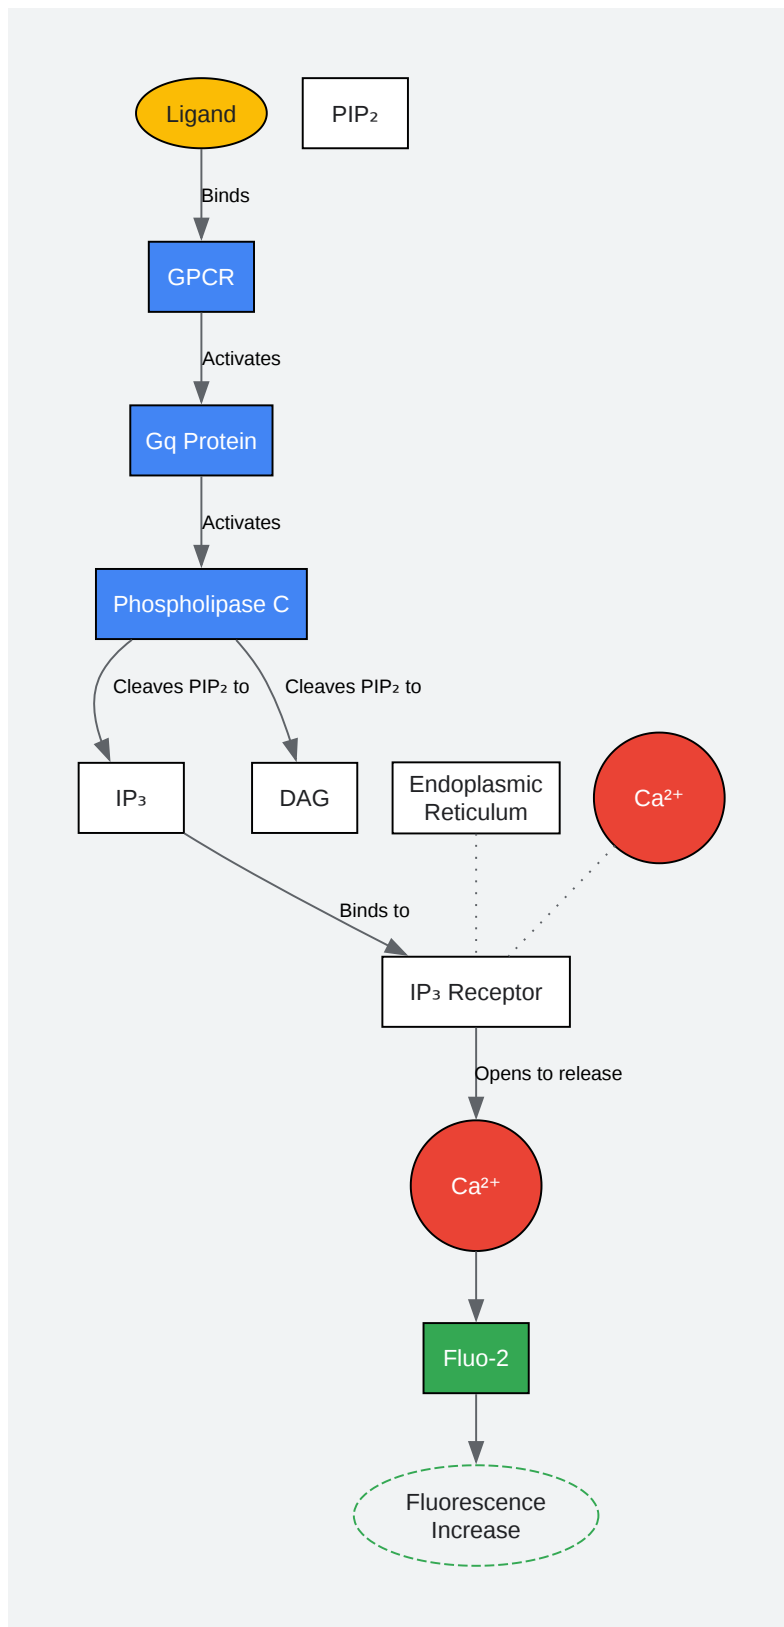 Ligand
PIP₂
Binds
GPCR
Activates
Gq Protein
Activates
Phospholipase C
Cleaves PIP₂ to
Cleaves PIP₂ to
IP₃
DAG
Endoplasmic
Reticulum
Ca²⁺
Binds to
IP₃ Receptor
Opens to release
Ca²⁺
Fluo-2
Fluorescence
Increase